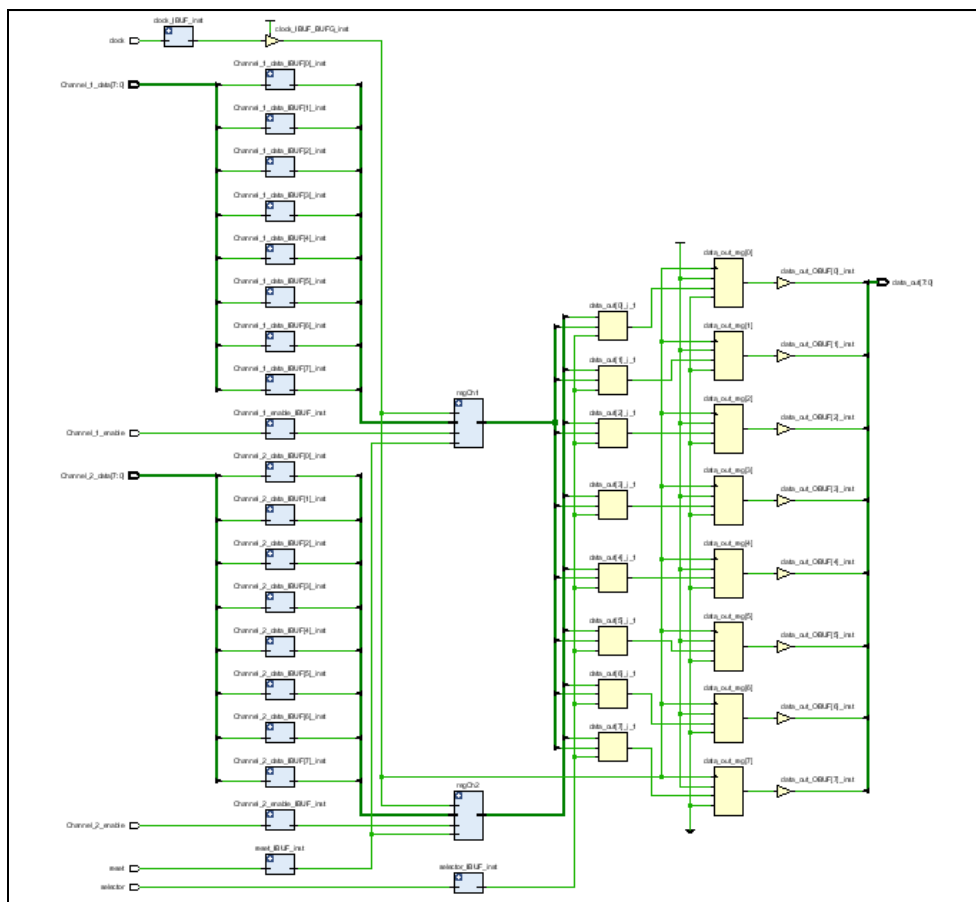 clock_IBUF_inst
clock_IBUF_BUFG_inst
clock
Channel_1_data_IBUF[0]_inst
Channel_1_data[7:0]
Channel_1_data_IBUF[1]_inst
Channel_1_data_IBUF[2]_inst
Channel_1_data_IBUF[3]_inst
Channel_1_data_IBUF[4]_inst
Channel_1_data_IBUF[5]_inst
Channel_1_data_IBUF[6]_inst
Channel_1_data_IBUF[7]_inst
Channel_1_enable_IBUF_inst
Channel_1_enable
regCh1
Channel_2_data_IBUF[0]_inst
Channel_2_data[7:0]
Channel_2_data_IBUF[1]_inst
Channel_2_data_IBUF[2]_inst
Channel_2_data_IBUF[3]_inst
Channel_2_data_IBUF[4]_inst
Channel_2_data_IBUF[5]_inst
Channel_2_data_IBUF[6]_inst
Channel_2_data_IBUF[7]_inst
regCh2
Channel_2_enable_IBUF_inst
Channel_2_enable
reset_IBUF_inst
reset
selector_IBUF_inst
selector
data_out[0]_i_1
data_out[1]_i_1
data_out[2]_i_1
data_out[3]_i_1
data_out[4]_i_1
data_out[5]_i_1
data_out[6]_i_1
data_out[7]_i_1
data_out_reg[0]
data_out_OBUF[0]_inst
data_out[7:0]
data_out_reg[1]
data_out_OBUF[1]_inst
data_out_reg[2]
data_out_OBUF[2]_inst
data_out_reg[3]
data_out_OBUF[3]_inst
data_out_reg[4]
data_out_OBUF[4]_inst
data_out_reg[5]
data_out_OBUF[5]_inst
data_out_reg[6]
data_out_OBUF[6]_inst
data_out_reg[7]
data_out_OBUF[7]_inst